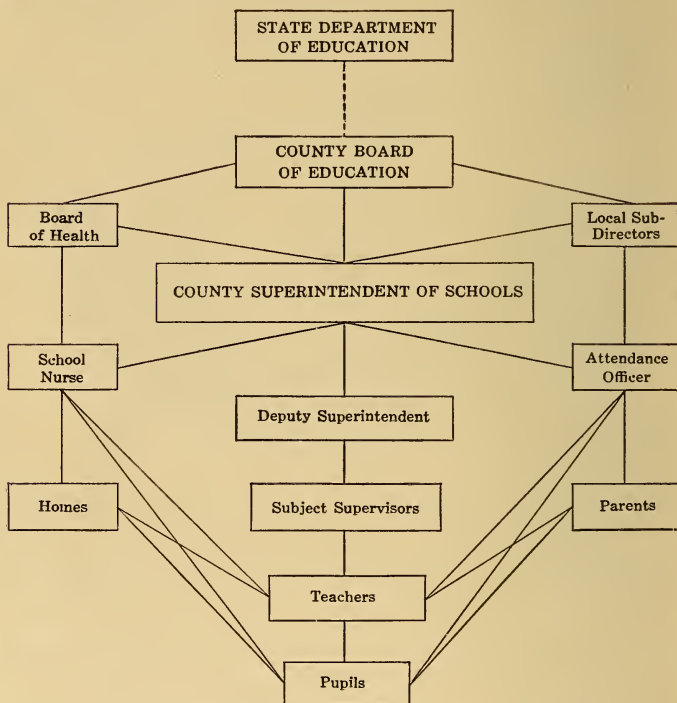 STATE DEPARTMENT
OF EDUCATION
COUNTY BOARD
OF EDUCATION
Board
of Health
Local Sub-
Directors
COUNTY SUPERINTENDENT OF SCHOOLS
School
Nurse
Attendance
Officer
Deputy Superintendent
Homes
Subject Supervisors
Parents
Teachers
Pupils